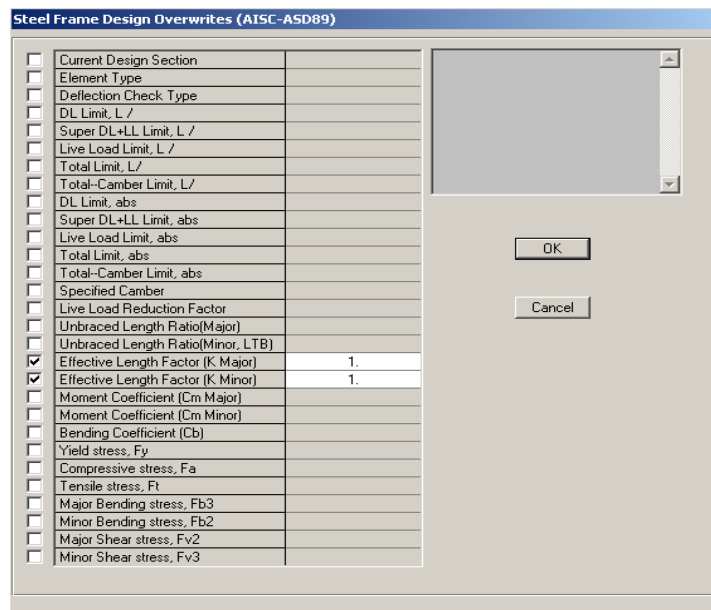 Steel Frame Design Overwrites (AISC-ASD89)
Current Design Section
Element Type
Deflection Check Type
DL Limit, L /
Super DL+LL Limit, L /
Live Load Limit, L /
Total Limit, L/
Total--Camber Limit, L/
DL Limit, abs
Super DL+LL Limit, abs
Live Load Limit, abs
Total Limit, abs
Total--Camber Limit, abs
Specified Camber
Live Load Reduction Factor
Unbraced Length Ratio(Major)
Unbraced Length Ratio(Minor, LTB)
Effective Length Factor (K Major) 1.
Effective Length Factor (K Minor) 1.
Moment Coefficient (Cm Major)
Moment Coefficient (Cm Minor)
Bending Coefficient (Cb)
Yield stress, Fy
Compressive stress, Fa
Tensile stress, Ft
Major Bending stress, Fb3
Minor Bending stress, Fb2
Major Shear stress, Fv2
Minor Shear stress, Fv3
OK
Cancel